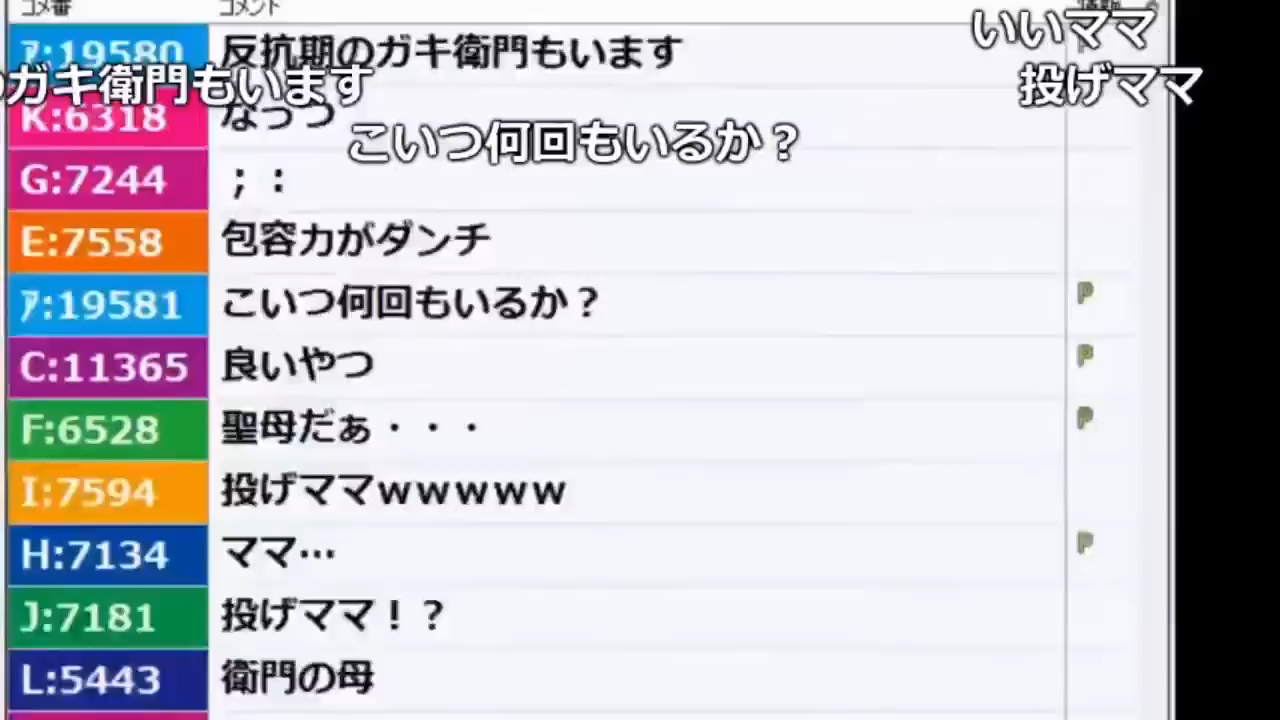 コメ番 コメント 情報
ｱ:19580 反抗期のガキ衛門もいます
K:6318 なっつ
G:7244 ；：
E:7558 包容力がダンチ
ｱ:19581 こいつ何回もいるか？ P
C:11365 良いやつ P
F:6528 聖母だぁ・・・ P
I:7594 投げママｗｗｗｗｗ
H:7134 ママ… P
J:7181 投げママ！？
L:5443 衛門の母
いいママ
のガキ衛門もいます
投げママ
こいつ何回もいるか？